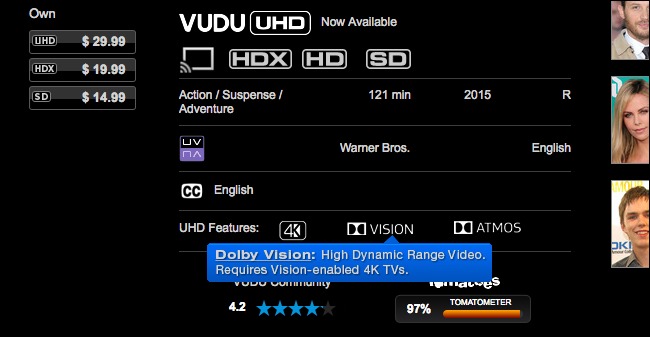 Own
UHD $ 29.99
HDX $ 19.99
SD $ 14.99
VUDU UHD Now Available
HDX HD SD
Action / Suspense / Adventure 121 min 2015 R
UV Warner Bros. English
CC English
UHD Features: 4K VISION ATMOS
Dolby Vision: High Dynamic Range Video.
Requires Vision-enabled 4K TVs.
VUDU Community
4.2
97% TOMATOMETER